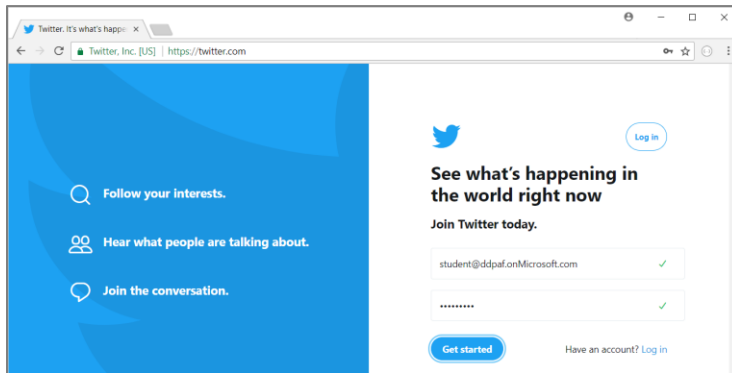 Twitter. It's what's happe
Twitter, Inc. [US] | https://twitter.com
Follow your interests.
Hear what people are talking about.
Join the conversation.
Log in
See what's happening in
the world right now
Join Twitter today.
student@ddpaf.onMicrosoft.com
•••••••••
Get started
Have an account? Log in